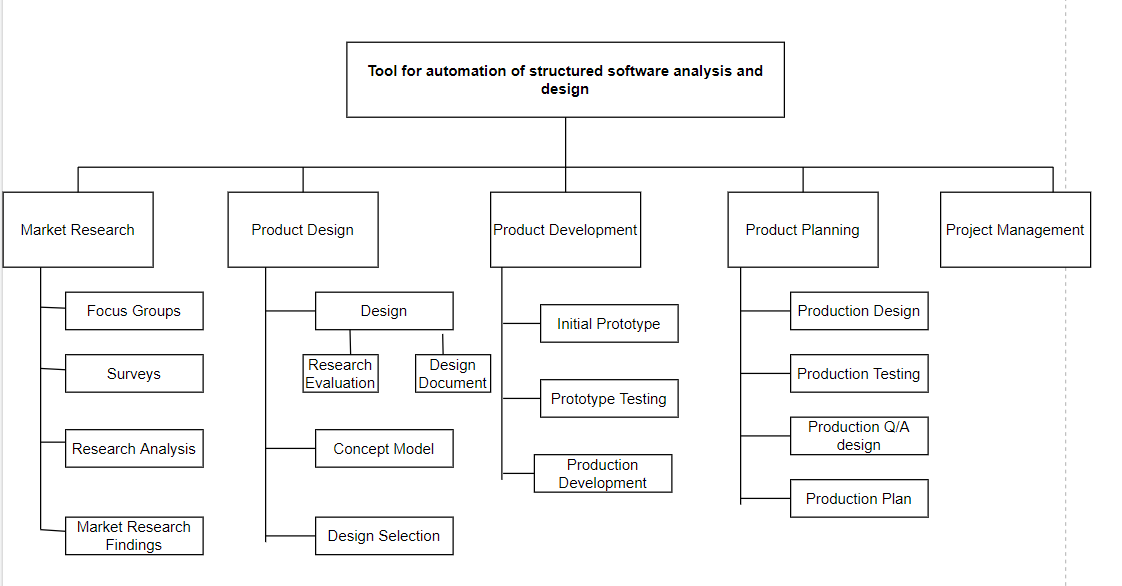 Tool for automation of structured software analysis and
design
Market Research
Product Design
Product Development
Product Planning
Project Management
Focus Groups
Surveys
Research Analysis
Market Research
Findings
Design
Research
Evaluation
Design
Document
Concept Model
Design Selection
Initial Prototype
Prototype Testing
Production
Development
Production Design
Production Testing
Production Q/A
design
Production Plan